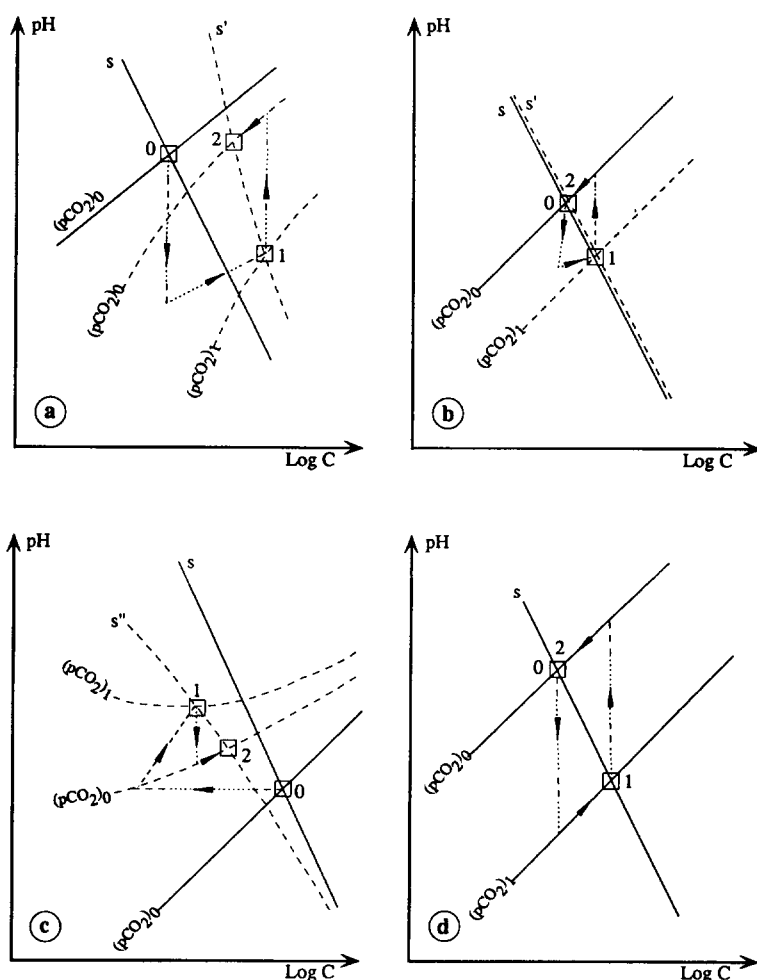 pH
s
s'
0
2
1
(pCO₂)₀
(pCO₂)₀
(pCO₂)₁
a
Log C
pH
s
s'
2
0
1
(pCO₂)₀
(pCO₂)₁
b
Log C
pH
s
s"
(pCO₂)₁
1
2
0
(pCO₂)₀
(pCO₂)₀
c
Log C
pH
s
2
0
1
(pCO₂)₀
(pCO₂)₁
d
Log C